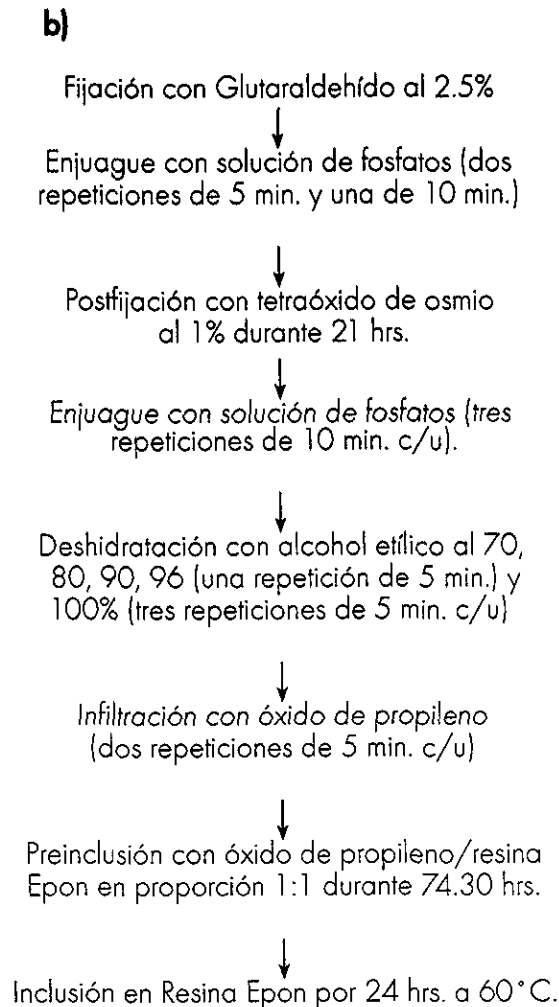 b)
Fijación con Glutaraldehído al 2.5%
Enjuague con solución de fosfatos (dos
repeticiones de 5 min. y una de 10 min.)
Postfijación con tetraóxido de osmio
al 1% durante 21 hrs.
Enjuague con solución de fosfatos (tres
repeticiones de 10 min. c/u).
Deshidratación con alcohol etílico al 70,
80, 90, 96 (una repetición de 5 min.) y
100% (tres repeticiones de 5 min. c/u)
Infiltración con óxido de propileno
(dos repeticiones de 5 min. c/u)
Preinclusión con óxido de propileno/resina
Epon en proporción 1:1 durante 74.30 hrs.
Inclusión en Resina Epon por 24 hrs. a 60°C.